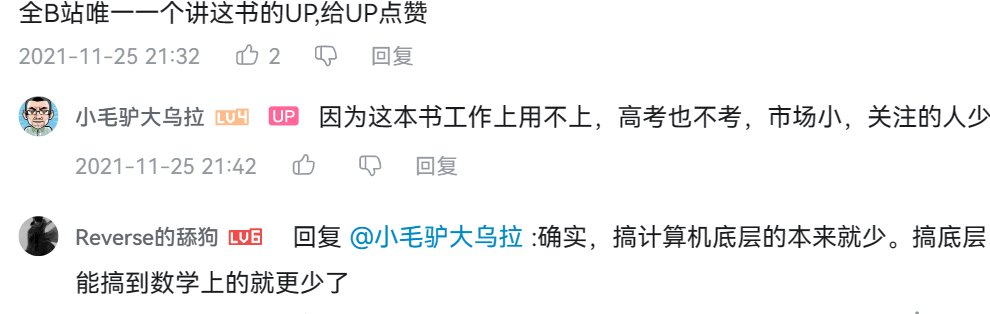 全B站唯一一个讲这书的UP,给UP点赞
2021-11-25 21:32 2 回复
小毛驴大乌拉 LV4 UP 因为这本书工作上用不上，高考也不考，市场小，关注的人少
2021-11-25 21:42 回复
Reverse的舔狗 LV6 回复 @小毛驴大乌拉 :确实，搞计算机底层的本来就少。搞底层
能搞到数学上的就更少了